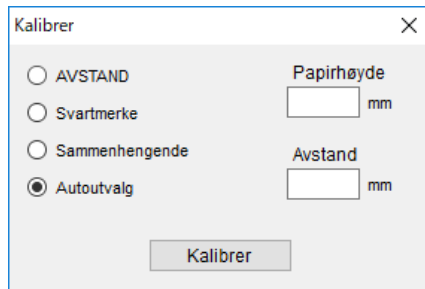 Kalibrer
AVSTAND
Svartmerke
Sammenhengende
Autoutvalg
Papirhøyde
mm
Avstand
mm
Kalibrer